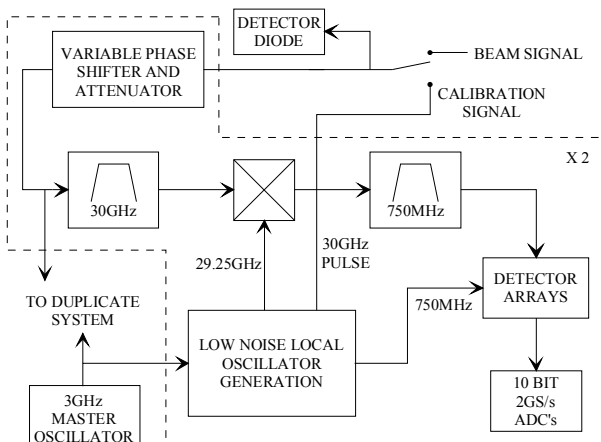 DETECTOR
DIODE
VARIABLE PHASE
SHIFTER AND
ATTENUATOR
BEAM SIGNAL
CALIBRATION
SIGNAL
X 2
30GHz
750MHz
29.25GHz
30GHz
PULSE
750MHz
DETECTOR
ARRAYS
TO DUPLICATE
SYSTEM
LOW NOISE LOCAL
OSCILLATOR
GENERATION
3GHz
MASTER
OSCILLATOR
10 BIT
2GS/s
ADC's